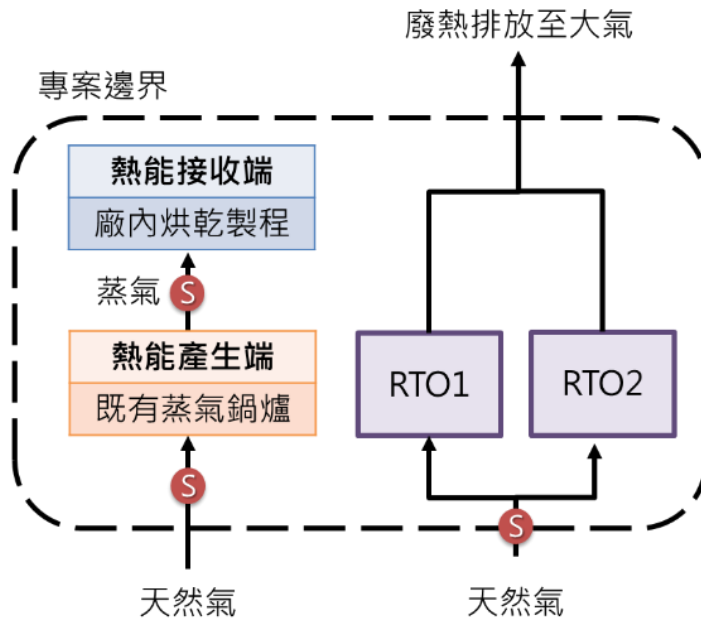 廢熱排放至大氣
專案邊界
熱能接收端
廠內烘乾製程
蒸氣
S
熱能產生端
既有蒸氣鍋爐
RTO1
RTO2
S
S
天然氣
天然氣